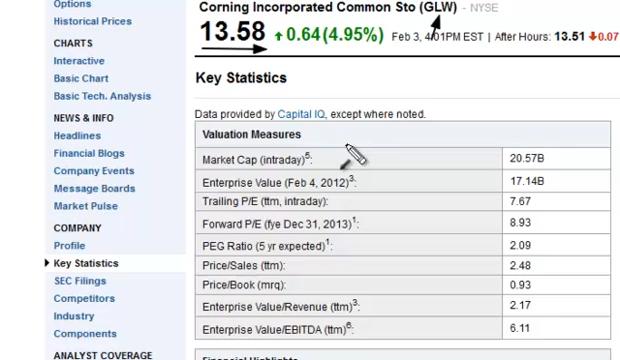 Options
Historical Prices
CHARTS
Interactive
Basic Chart
Basic Tech. Analysis
NEWS & INFO
Headlines
Financial Blogs
Company Events
Message Boards
Market Pulse
COMPANY
Profile
Key Statistics
SEC Filings
Competitors
Industry
Components
ANALYST COVERAGE
Corning Incorporated Common Sto (GLW) - NYSE
13.58 0.64 (4.95%) Feb 3, 4:01PM EST | After Hours: 13.51 0.07
Key Statistics
Data provided by Capital IQ, except where noted.
Valuation Measures
Market Cap (intraday)5: 20.57B
Enterprise Value (Feb 4, 2012)3: 17.14B
Trailing P/E (ttm, intraday): 7.67
Forward P/E (fye Dec 31, 2013)1: 8.93
PEG Ratio (5 yr expected)1: 2.09
Price/Sales (ttm): 2.48
Price/Book (mrq): 0.93
Enterprise Value/Revenue (ttm)3: 2.17
Enterprise Value/EBITDA (ttm)6: 6.11
Financial Highlights